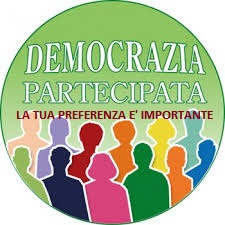 DEMOCRAZIA
PARTECIPATA
LA TUA PREFERENZA E' IMPORTANTE